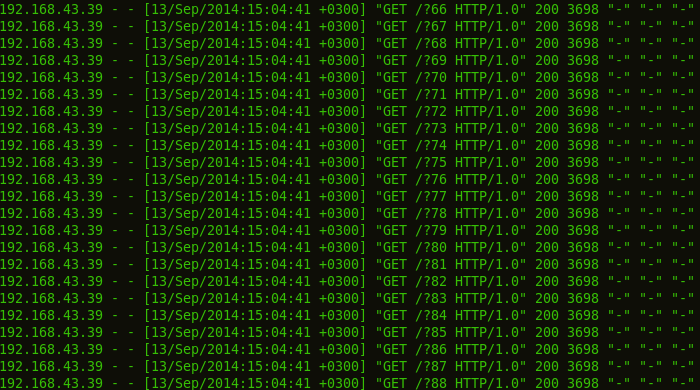 192.168.43.39 - - [13/Sep/2014:15:04:41 +0300] "GET /?66 HTTP/1.0" 200 3698 "-" "-" "-"
192.168.43.39 - - [13/Sep/2014:15:04:41 +0300] "GET /?67 HTTP/1.0" 200 3698 "-" "-" "-"
192.168.43.39 - - [13/Sep/2014:15:04:41 +0300] "GET /?68 HTTP/1.0" 200 3698 "-" "-" "-"
192.168.43.39 - - [13/Sep/2014:15:04:41 +0300] "GET /?69 HTTP/1.0" 200 3698 "-" "-" "-"
192.168.43.39 - - [13/Sep/2014:15:04:41 +0300] "GET /?70 HTTP/1.0" 200 3698 "-" "-" "-"
192.168.43.39 - - [13/Sep/2014:15:04:41 +0300] "GET /?71 HTTP/1.0" 200 3698 "-" "-" "-"
192.168.43.39 - - [13/Sep/2014:15:04:41 +0300] "GET /?72 HTTP/1.0" 200 3698 "-" "-" "-"
192.168.43.39 - - [13/Sep/2014:15:04:41 +0300] "GET /?73 HTTP/1.0" 200 3698 "-" "-" "-"
192.168.43.39 - - [13/Sep/2014:15:04:41 +0300] "GET /?74 HTTP/1.0" 200 3698 "-" "-" "-"
192.168.43.39 - - [13/Sep/2014:15:04:41 +0300] "GET /?75 HTTP/1.0" 200 3698 "-" "-" "-"
192.168.43.39 - - [13/Sep/2014:15:04:41 +0300] "GET /?76 HTTP/1.0" 200 3698 "-" "-" "-"
192.168.43.39 - - [13/Sep/2014:15:04:41 +0300] "GET /?77 HTTP/1.0" 200 3698 "-" "-" "-"
192.168.43.39 - - [13/Sep/2014:15:04:41 +0300] "GET /?78 HTTP/1.0" 200 3698 "-" "-" "-"
192.168.43.39 - - [13/Sep/2014:15:04:41 +0300] "GET /?79 HTTP/1.0" 200 3698 "-" "-" "-"
192.168.43.39 - - [13/Sep/2014:15:04:41 +0300] "GET /?80 HTTP/1.0" 200 3698 "-" "-" "-"
192.168.43.39 - - [13/Sep/2014:15:04:41 +0300] "GET /?81 HTTP/1.0" 200 3698 "-" "-" "-"
192.168.43.39 - - [13/Sep/2014:15:04:41 +0300] "GET /?82 HTTP/1.0" 200 3698 "-" "-" "-"
192.168.43.39 - - [13/Sep/2014:15:04:41 +0300] "GET /?83 HTTP/1.0" 200 3698 "-" "-" "-"
192.168.43.39 - - [13/Sep/2014:15:04:41 +0300] "GET /?84 HTTP/1.0" 200 3698 "-" "-" "-"
192.168.43.39 - - [13/Sep/2014:15:04:41 +0300] "GET /?85 HTTP/1.0" 200 3698 "-" "-" "-"
192.168.43.39 - - [13/Sep/2014:15:04:41 +0300] "GET /?86 HTTP/1.0" 200 3698 "-" "-" "-"
192.168.43.39 - - [13/Sep/2014:15:04:41 +0300] "GET /?87 HTTP/1.0" 200 3698 "-" "-" "-"
192.168.43.39 - - [13/Sep/2014:15:04:41 +0300] "GET /?88 HTTP/1.0" 200 3698 "-" "-" "-"